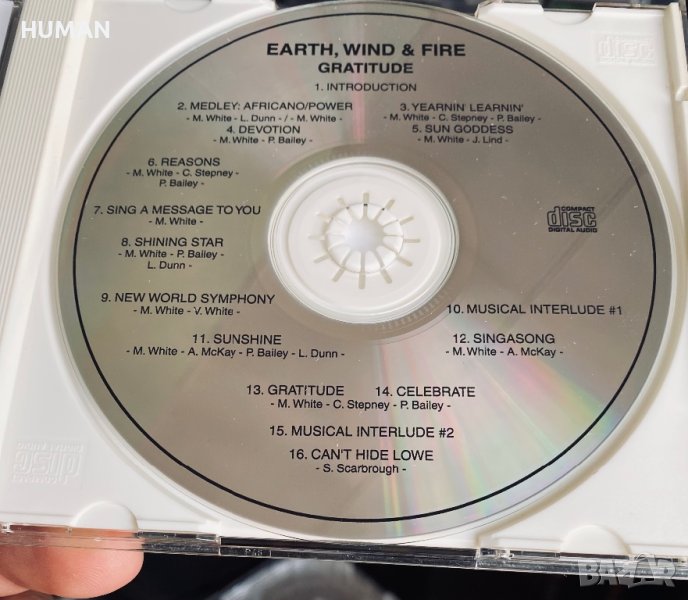 HUMAN
EARTH, WIND & FIRE
GRATITUDE
1. INTRODUCTION
2. MEDLEY: AFRICANO/POWER
- M. White - L. Dunn - / - M. White -
3. YEARNIN' LEARNIN'
- M. White - C. Stepney - P. Bailey -
4. DEVOTION
- M. White - P. Bailey -
5. SUN GODDESS
- M. White - J. Lind -
6. REASONS
- M. White - C. Stepney -
P. Bailey -
7. SING A MESSAGE TO YOU
- M. White -
8. SHINING STAR
- M. White - P. Bailey -
L. Dunn -
COMPACT
disc
DIGITAL AUDIO
9. NEW WORLD SYMPHONY
- M. White - V. White -
10. MUSICAL INTERLUDE #1
11. SUNSHINE
- M. White - A. McKay - P. Bailey - L. Dunn -
12. SINGASONG
- M. White - A. McKay -
13. GRATITUDE 14. CELEBRATE
- M. White - C. Stepney - P. Bailey -
15. MUSICAL INTERLUDE #2
16. CAN'T HIDE LOWE
- S. Scarbrough -
disc
BAZAR